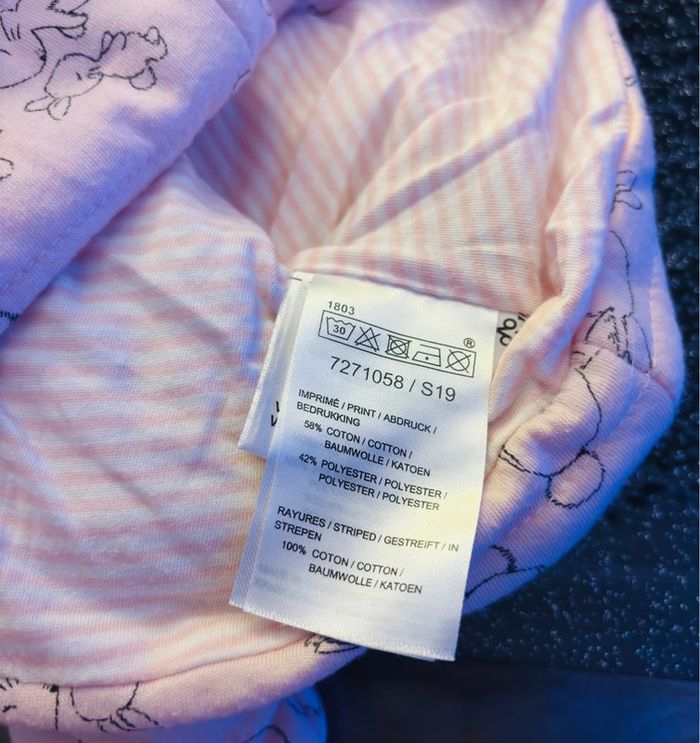 1803
30
®
7271058 / S19
IMPRIMÉ / PRINT / ABDRUCK /
BEDRUKKING
58% COTON / COTTON /
BAUMWOLLE / KATOEN
42% POLYESTER / POLYESTER /
POLYESTER / POLYESTER
RAYURES / STRIPED / GESTREIFT / IN
STREPEN
100% COTON / COTTON /
BAUMWOLLE / KATOEN